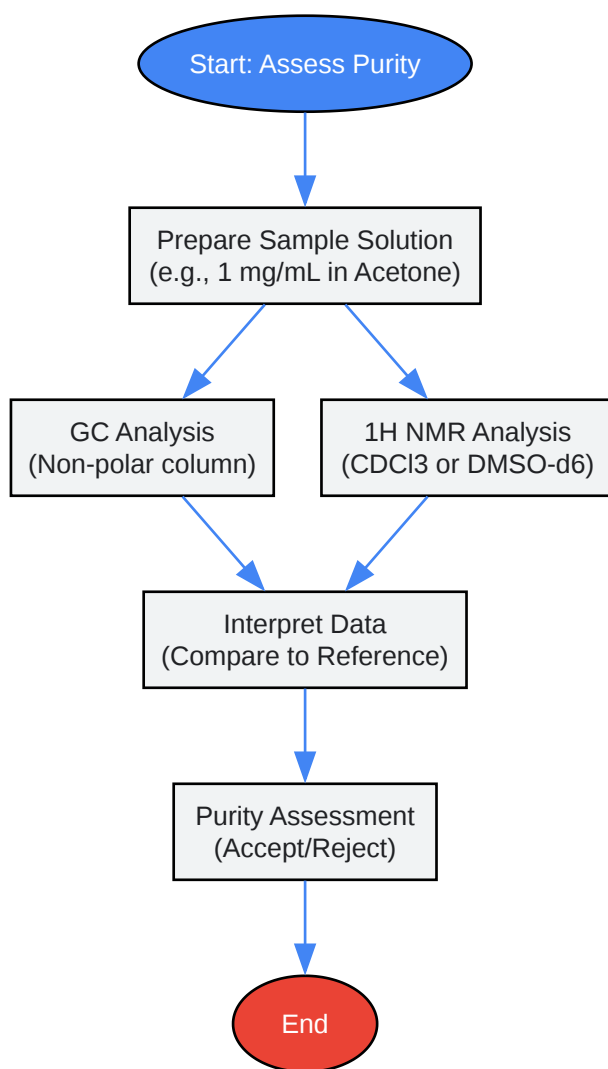 Start: Assess Purity
Prepare Sample Solution
(e.g., 1 mg/mL in Acetone)
GC Analysis
(Non-polar column)
1H NMR Analysis
(CDCl3 or DMSO-d6)
Interpret Data
(Compare to Reference)
Purity Assessment
(Accept/Reject)
End